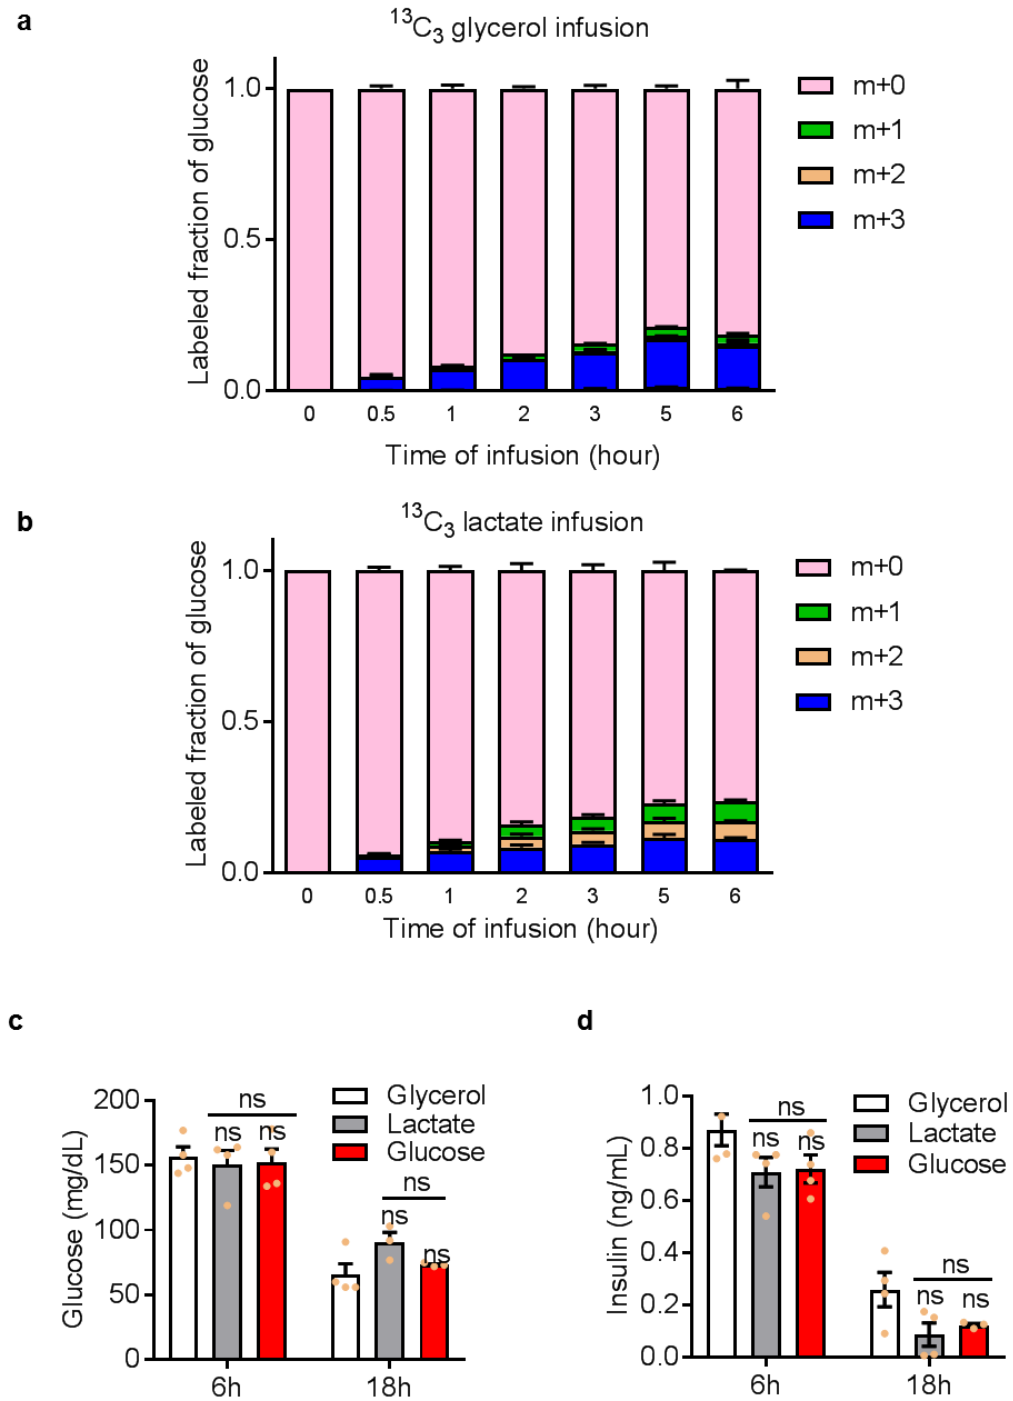 a
¹³C₃ glycerol infusion
Labeled fraction of glucose
1.0
0.5
0.0
0 0.5 1 2 3 5 6
Time of infusion (hour)
m+0
m+1
m+2
m+3
b
¹³C₃ lactate infusion
Labeled fraction of glucose
1.0
0.5
0.0
0 0.5 1 2 3 5 6
Time of infusion (hour)
m+0
m+1
m+2
m+3
c
Glucose (mg/dL)
200
150
100
50
0
ns
ns ns
ns
ns
ns
6h 18h
Glycerol
Lactate
Glucose
d
Insulin (ng/mL)
1.0
0.8
0.6
0.4
0.2
0.0
ns
ns ns
ns
ns ns
6h 18h
Glycerol
Lactate
Glucose